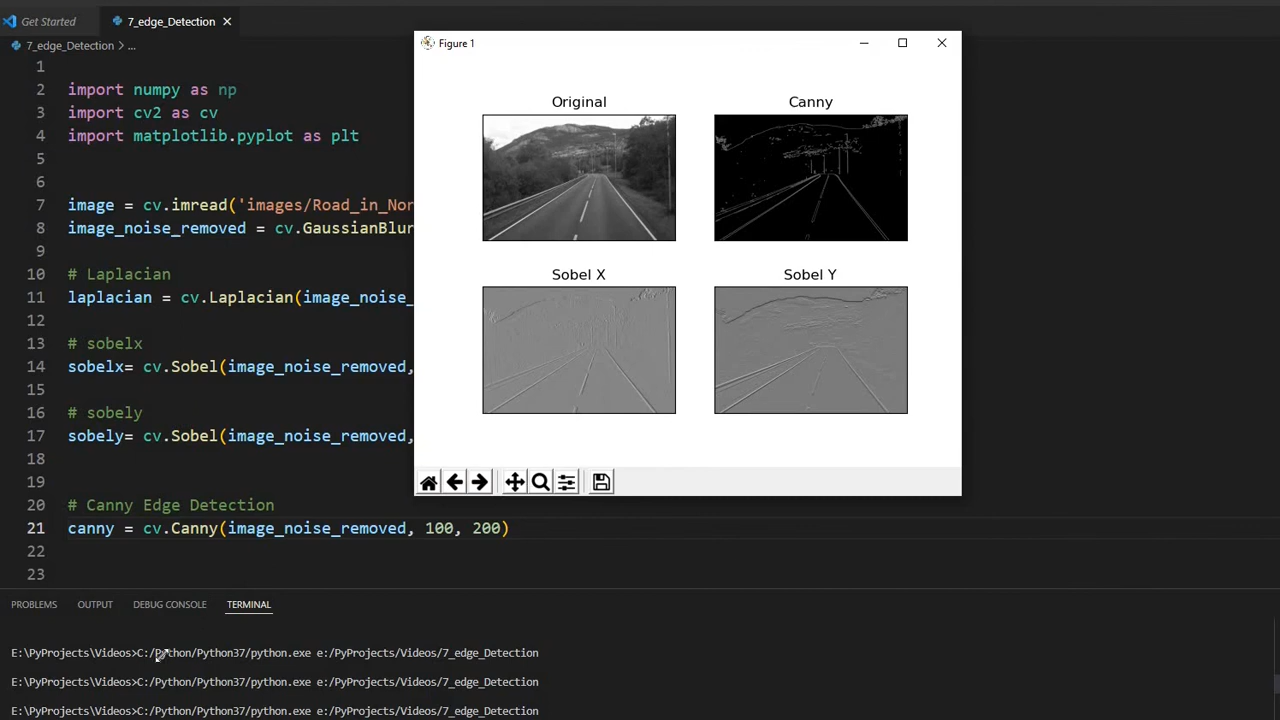 Get Started
7_edge_Detection
7_edge_Detection > ...
1
2 import numpy as np
3 import cv2 as cv
4 import matplotlib.pyplot as plt
5
6
7 image = cv.imread('images/Road_in_Nor
8 image_noise_removed = cv.GaussianBlur
9
10 # Laplacian
11 laplacian = cv.Laplacian(image_noise_
12
13 # sobelx
14 sobelx= cv.Sobel(image_noise_removed,
15
16 # sobely
17 sobely= cv.Sobel(image_noise_removed,
18
19
20 # Canny Edge Detection
21 canny = cv.Canny(image_noise_removed, 100, 200)
22
23
Figure 1
Original
Canny
Sobel X
Sobel Y
PROBLEMS OUTPUT DEBUG CONSOLE TERMINAL
E:\PyProjects\Videos>C:/Python/Python37/python.exe e:/PyProjects/Videos/7_edge_Detection
E:\PyProjects\Videos>C:/Python/Python37/python.exe e:/PyProjects/Videos/7_edge_Detection
E:\PyProjects\Videos>C:/Python/Python37/python.exe e:/PyProjects/Videos/7_edge_Detection